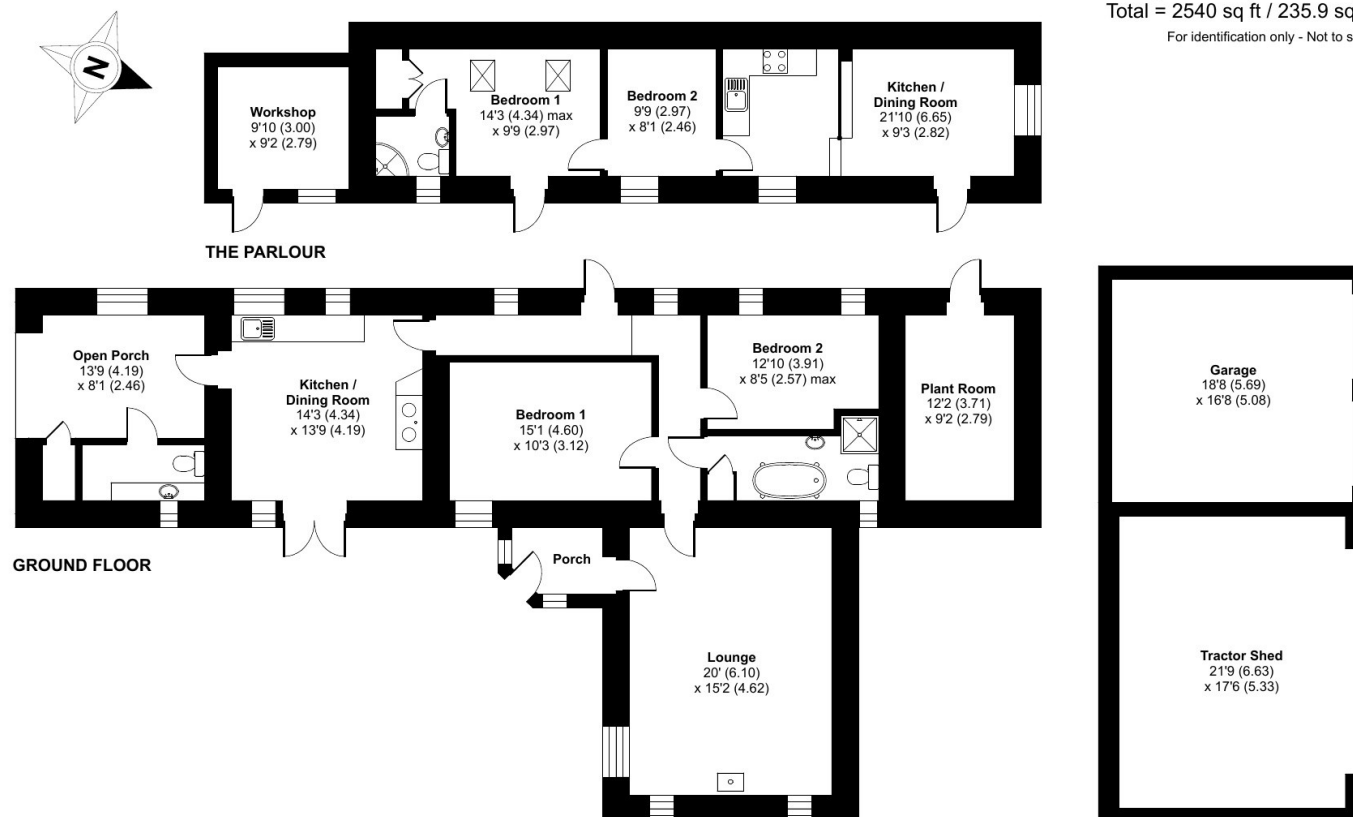 Total = 2540 sq ft / 235.9 sq
For identification only - Not to s
N
Workshop
9'10 (3.00)
x 9'2 (2.79)
Bedroom 1
14'3 (4.34) max
x 9'9 (2.97)
Bedroom 2
9'9 (2.97)
x 8'1 (2.46)
Kitchen /
Dining Room
21'10 (6.65)
x 9'3 (2.82)
THE PARLOUR
Open Porch
13'9 (4.19)
x 8'1 (2.46)
Kitchen /
Dining Room
14'3 (4.34)
x 13'9 (4.19)
Bedroom 1
15'1 (4.60)
x 10'3 (3.12)
Bedroom 2
12'10 (3.91)
x 8'5 (2.57) max
Plant Room
12'2 (3.71)
x 9'2 (2.79)
Garage
18'8 (5.69)
x 16'8 (5.08)
GROUND FLOOR
Porch
Lounge
20' (6.10)
x 15'2 (4.62)
Tractor Shed
21'9 (6.63)
x 17'6 (5.33)